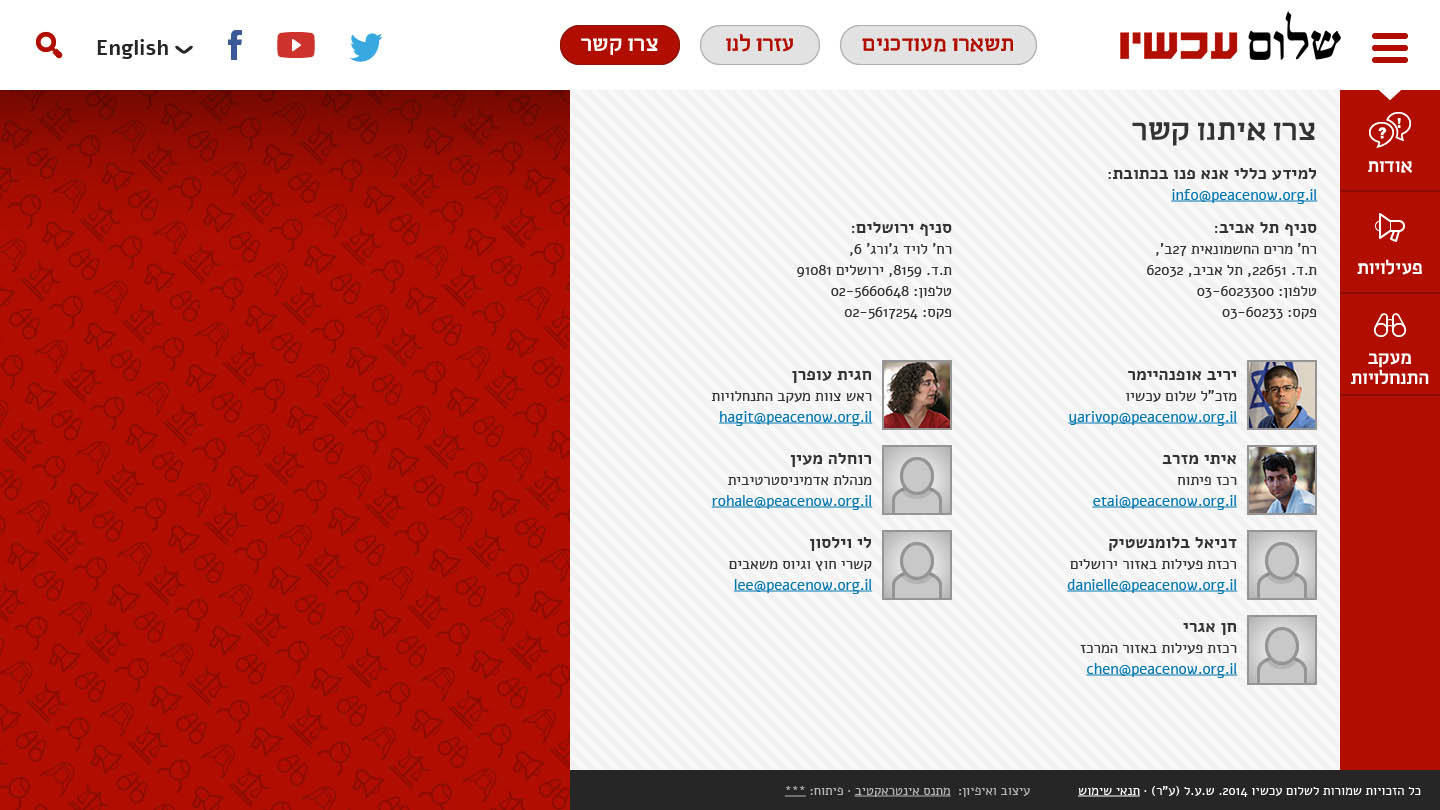 שלום עכשיו
תשארו מעודכנים
עזרו לנו
צרו קשר
English
אודות
פעילויות
מעקב
התנחלויות
צרו איתנו קשר
למידע כללי אנא פנו בכתובת:
info@peacenow.org.il
סניף תל אביב:
רח' מרים החשמונאית 27ב',
ת.ד. 22651, תל אביב, 62032
טלפון: 03-6023300
פקס: 03-60233
סניף ירושלים:
רח' לויד ג'ורג' 6,
ת.ד. 8159, ירושלים 91081
טלפון: 02-5660648
פקס: 02-5617254
יריב אופנהיימר
מזכ"ל שלום עכשיו
yarivop@peacenow.org.il
חגית עופרן
ראש צוות מעקב התנחלויות
hagit@peacenow.org.il
איתי מזרב
רכז פיתוח
etai@peacenow.org.il
רוחלה מעין
מנהלת אדמיניסטרטיבית
rohale@peacenow.org.il
דניאל בלומנשטיק
רכזת פעילות באזור ירושלים
danielle@peacenow.org.il
לי וילסון
קשרי חוץ וגיוס משאבים
lee@peacenow.org.il
חן אגרי
רכזת פעילות באזור המרכז
chen@peacenow.org.il
כל הזכויות שמורות לשלום עכשיו 2014. ש.ע.ל (ע"ר) · תנאי שימוש
עיצוב ואיפיון: מתנס אינטראקטיב · פיתוח: ***